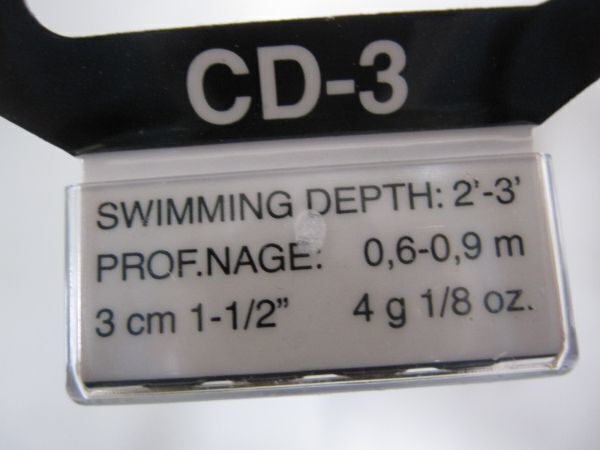 CD-3
SWIMMING DEPTH: 2'-3'
PROF.NAGE: 0,6-0,9 m
3 cm 1-1/2" 4 g 1/8 oz.